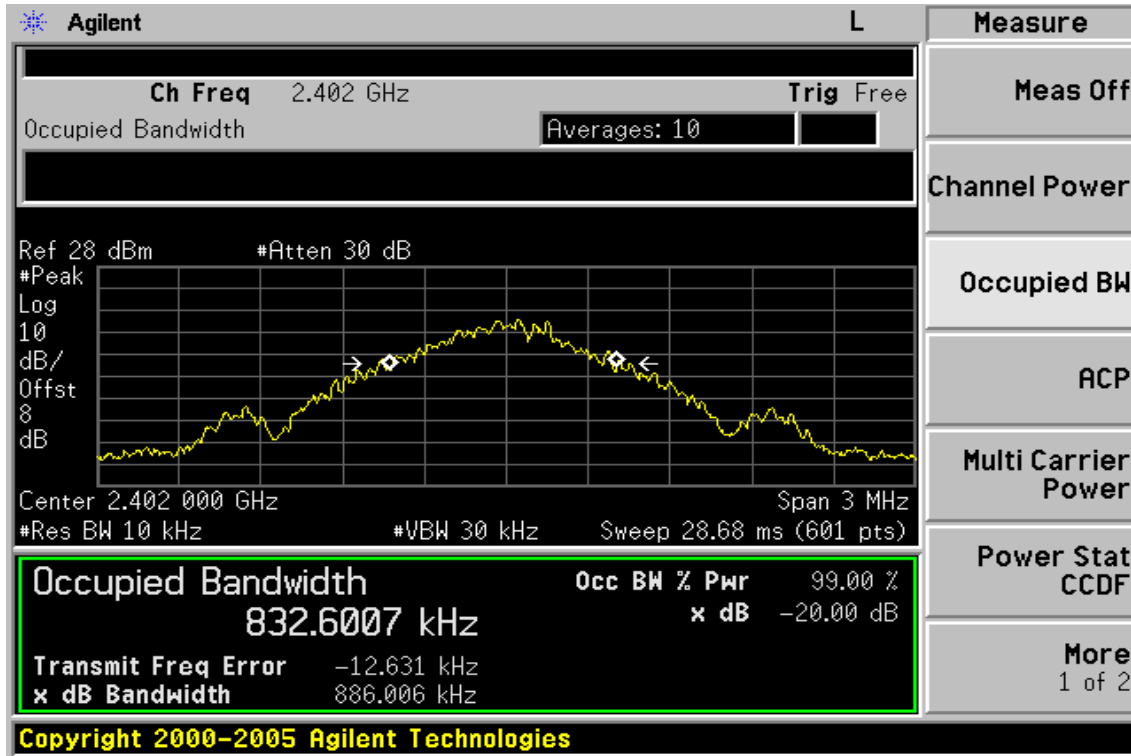 Agilent
L
Measure
Ch Freq 2.402 GHz
Trig Free
Occupied Bandwidth
Averages: 10
Meas Off
Channel Power
Occupied BW
ACP
Multi Carrier
Power
Power Stat
CCDF
More
1 of 2
Ref 28 dBm
#Atten 30 dB
#Peak
Log
10
dB/
Offst
8
dB
Center 2.402 000 GHz
Span 3 MHz
#Res BW 10 kHz
#VBW 30 kHz
Sweep 28.68 ms (601 pts)
Occupied Bandwidth
832.6007 kHz
Occ BW % Pwr 99.00 %
x dB -20.00 dB
Transmit Freq Error -12.631 kHz
x dB Bandwidth 886.006 kHz
Copyright 2000-2005 Agilent Technologies